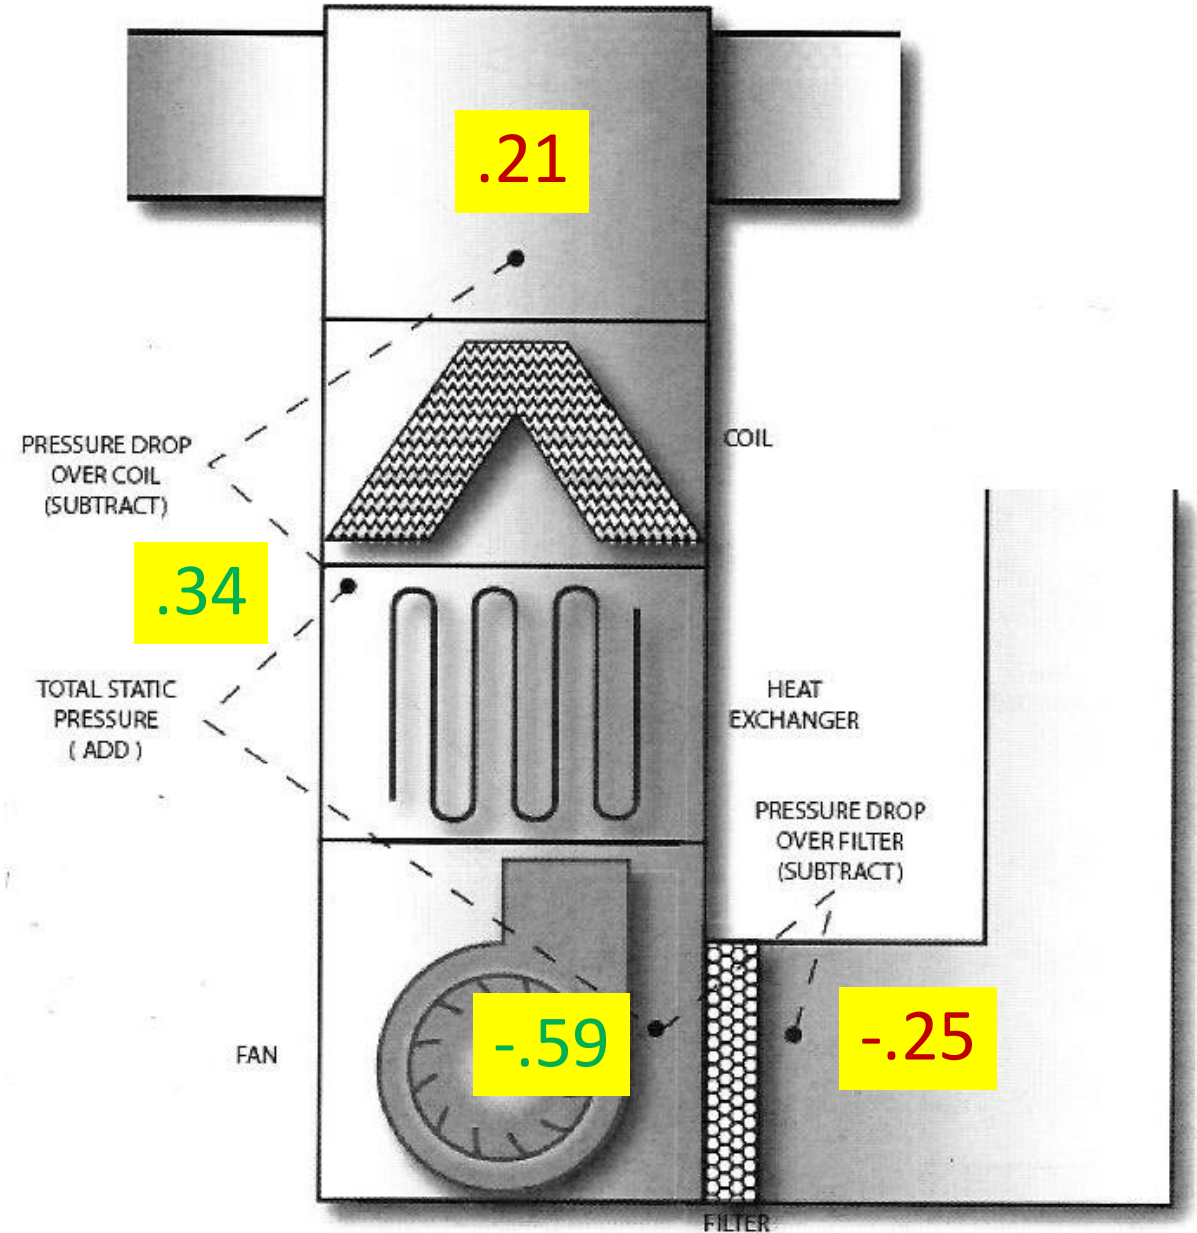 .21
PRESSURE DROP
OVER COIL
(SUBTRACT)
COIL
.34
TOTAL STATIC
PRESSURE
( ADD )
HEAT
EXCHANGER
PRESSURE DROP
OVER FILTER
(SUBTRACT)
-.59
-.25
FAN
FILTER